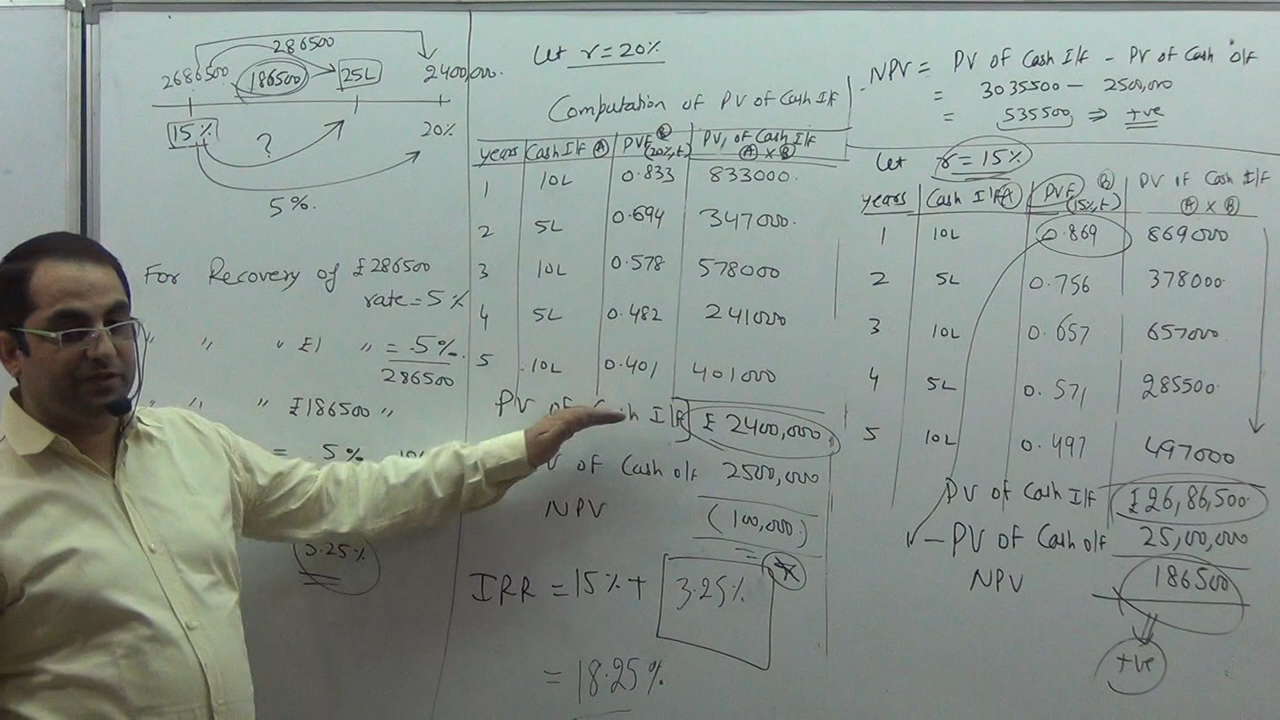 286500
2686500 186500 25L 2400,000.
15% ? 20%
5%.
For Recovery of £286500
rate = 5%
" " " £1 " = .5%.
286500
" " " £186500 "
= .5%
3.25%
Let r = 20%
Computation of PV of Cash I/f
years Cash I/f (A) PVF (B) (20%,t) PV of Cash I/f (A) x (B)
1 10L 0.833 833000.
2 5L 0.694 347000.
3 10L 0.578 578000
4 5L 0.482 241000
5 .10L 0.401 401000
PV of Cash I/f £ 2400,000
of Cash o/f 2500,000
NPV (100,000)
IRR = 15% + 3.25%
= 18.25%
NPV = PV of Cash I/f - PV of Cash o/f
= 3035500 - 2500,000
= 535500 ⇒ +ve
Let r = 15%
years Cash I/f (A) PVF (B) (15%,t) PV of Cash I/f (A) x (B)
1 10L 0.869 869000
2 5L 0.756 378000
3 10L 0.657 657000
4 5L 0.571 285500
5 10L 0.497 497000
PV of Cash I/f £26,86,500
- PV of Cash o/f 25,00,000
NPV 186500
+ve